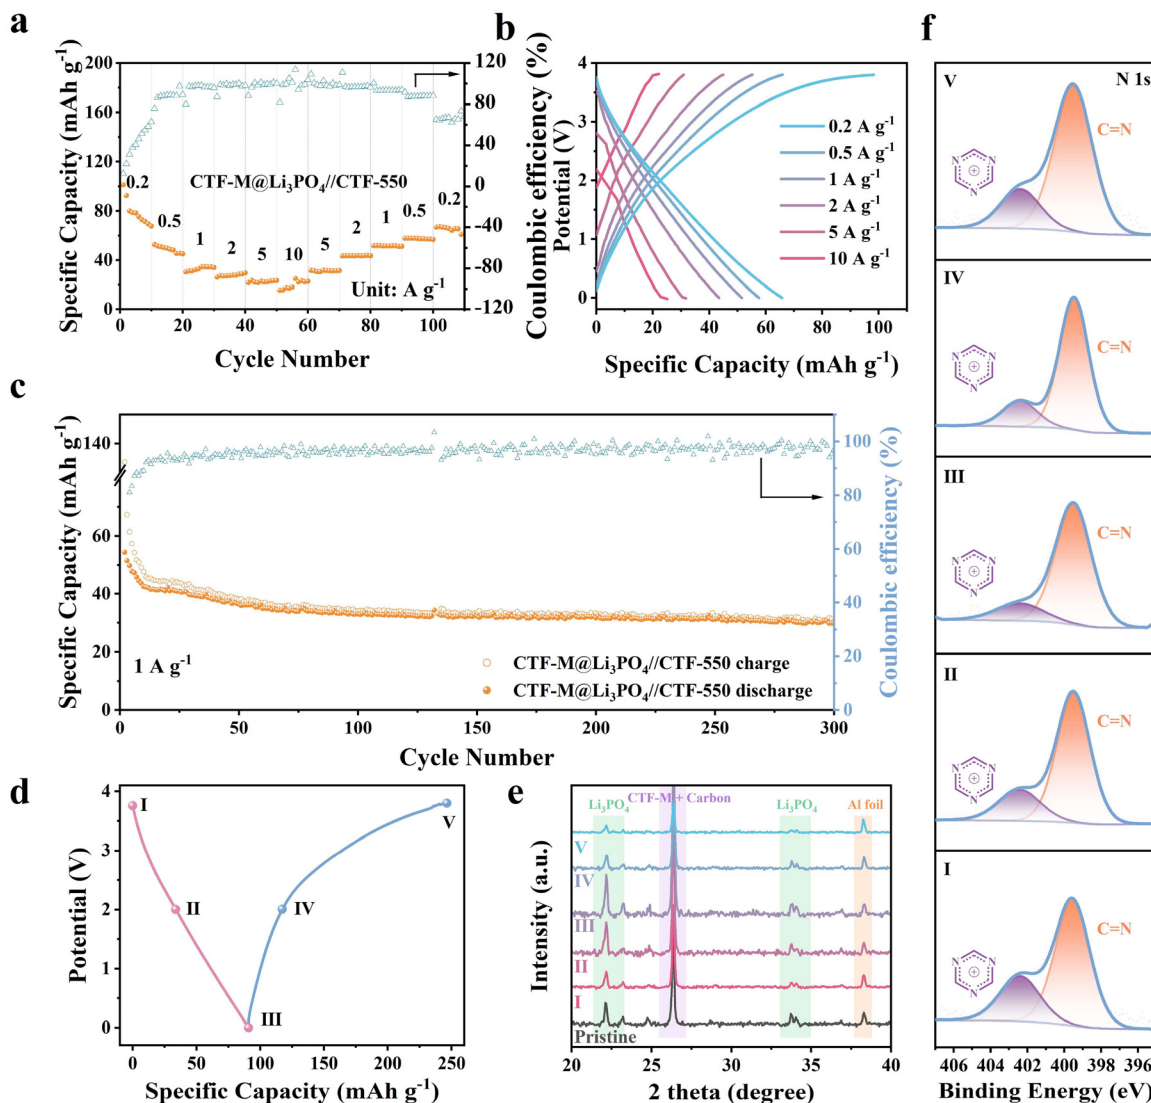 a
Specific Capacity (mAh g⁻¹)
200
160
120
80
40
0
0.2
0.5
1
2
5
10
5
2
1
0.5
0.2
CTF-M@Li₃PO₄//CTF-550
Unit: A g⁻¹
120
80
40
0
−40
−80
−120
Coulombic efficiency (%)
0 20 40 60 80 100
Cycle Number
b
Potential (V)
4
3
2
1
0
0.2 A g⁻¹
0.5 A g⁻¹
1 A g⁻¹
2 A g⁻¹
5 A g⁻¹
10 A g⁻¹
0 20 40 60 80 100
Specific Capacity (mAh g⁻¹)
c
Specific Capacity (mAh g⁻¹)
140
60
40
20
0
1 A g⁻¹
CTF-M@Li₃PO₄//CTF-550 charge
CTF-M@Li₃PO₄//CTF-550 discharge
100
80
60
40
20
0
Coulombic efficiency (%)
0 50 100 150 200 250 300
Cycle Number
d
Potential (V)
4
3
2
1
0
I
II
III
IV
V
0 50 100 150 200 250
Specific Capacity (mAh g⁻¹)
e
Intensity (a.u.)
Li₃PO₄
CTF-M + Carbon
Li₃PO₄
Al foil
V
IV
III
II
I
Pristine
20 25 30 35 40
2 theta (degree)
f
V
N 1s
C=N
N
N
N
+
IV
C=N
N
N
N
+
III
C=N
N
N
N
+
II
C=N
N
N
N
+
I
C=N
N
N
N
+
406 404 402 400 398 396
Binding Energy (eV)